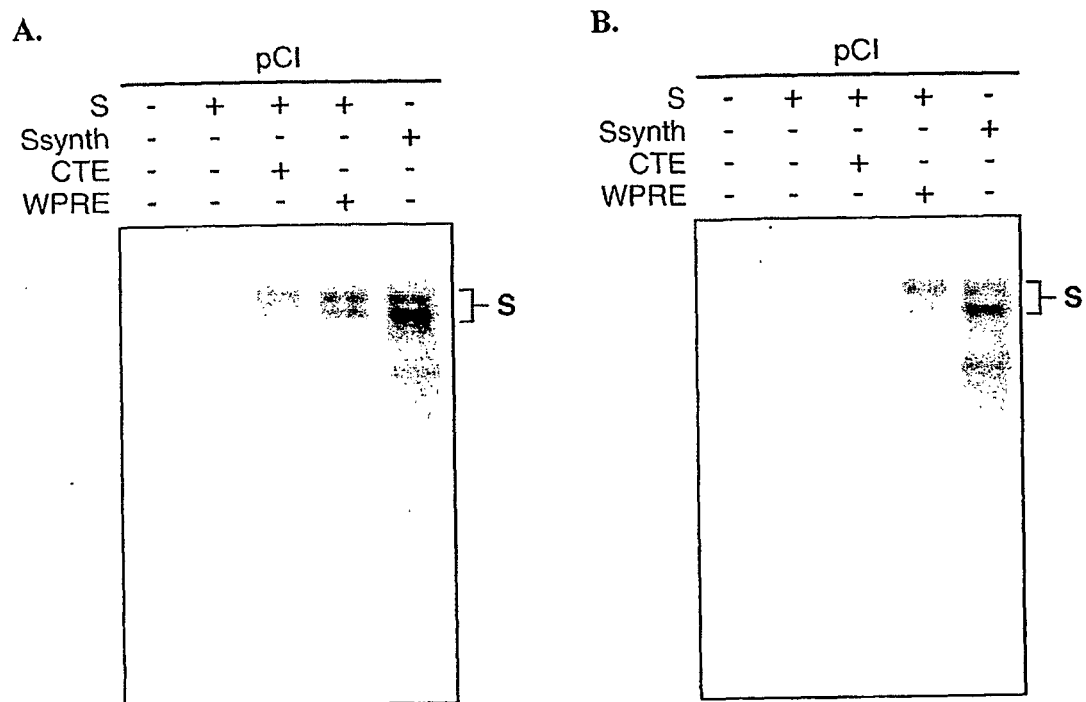 A.
pCI
S - + + + -
Ssynth - - - - +
CTE - - + - -
WPRE - - - + -
S
B.
pCI
S - + + + -
Ssynth - - - - +
CTE - - + - -
WPRE - - - + -
S